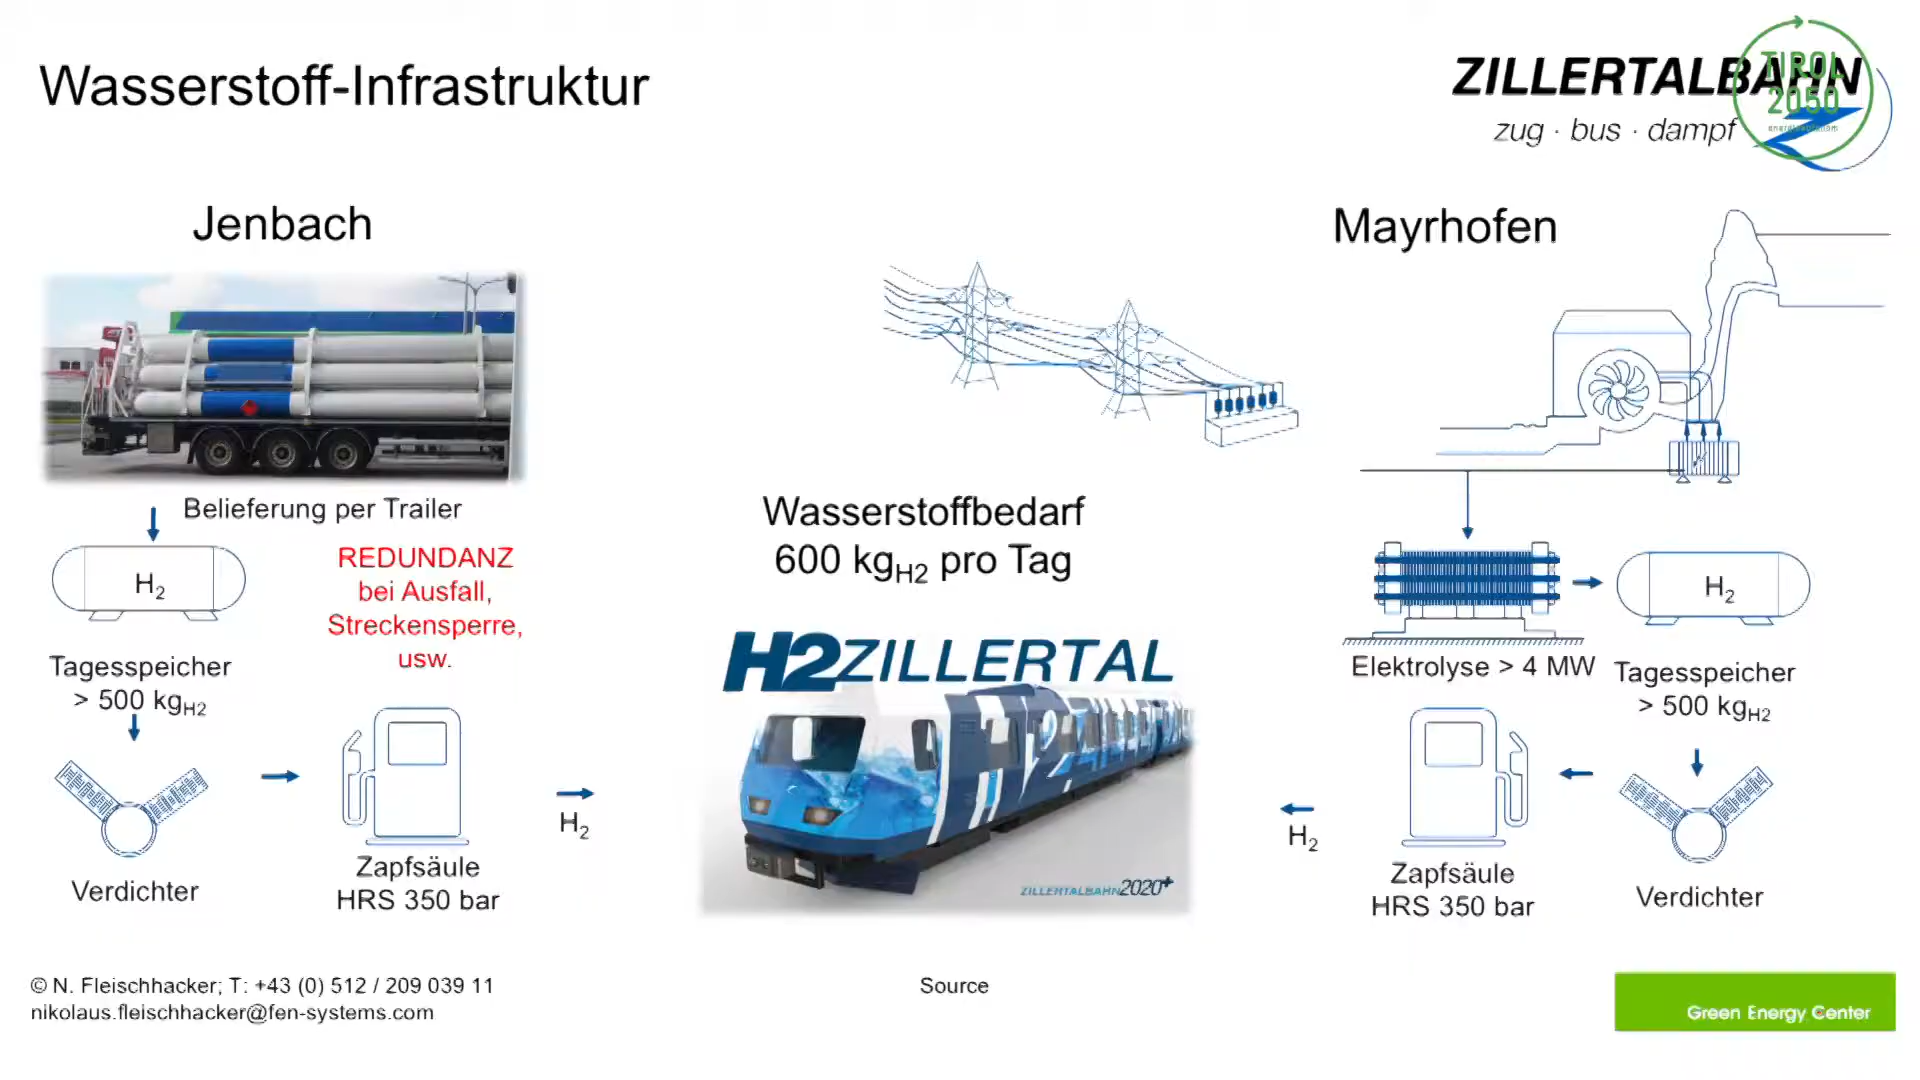 Wasserstoff-Infrastruktur
ZILLERTALBAHN
zug · bus · dampf
TIROL
2050
Jenbach
Mayrhofen
Belieferung per Trailer
H2
REDUNDANZ
bei Ausfall,
Streckensperre,
usw.
Tagesspeicher
> 500 kgH2
Verdichter
Zapfsäule
HRS 350 bar
H2
Wasserstoffbedarf
600 kgH2 pro Tag
H2ZILLERTAL
ZILLERTALBAHN2020+
Elektrolyse > 4 MW
H2
Tagesspeicher
> 500 kgH2
H2
Zapfsäule
HRS 350 bar
Verdichter
© N. Fleischhacker; T: +43 (0) 512 / 209 039 11
nikolaus.fleischhacker@fen-systems.com
Source
Green Energy Center